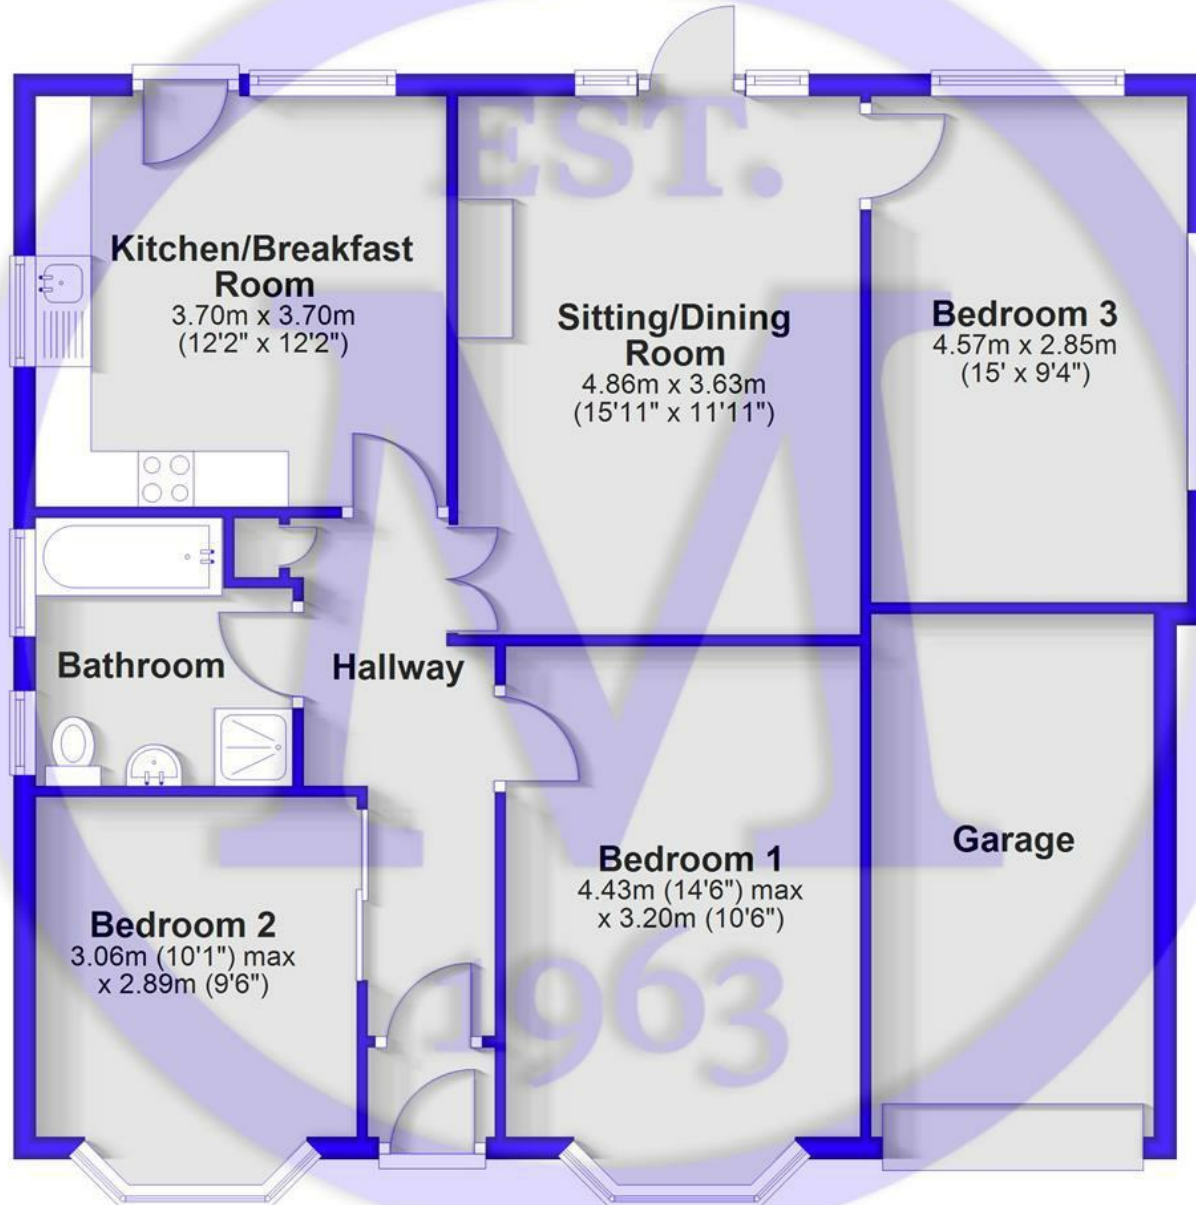 EST.
Kitchen/Breakfast
Room
3.70m x 3.70m
(12'2" x 12'2")
Sitting/Dining
Room
4.86m x 3.63m
(15'11" x 11'11")
Bedroom 3
4.57m x 2.85m
(15' x 9'4")
M
Bathroom
Hallway
Garage
Bedroom 1
4.43m (14'6") max
x 3.20m (10'6")
Bedroom 2
3.06m (10'1") max
x 2.89m (9'6")
1963